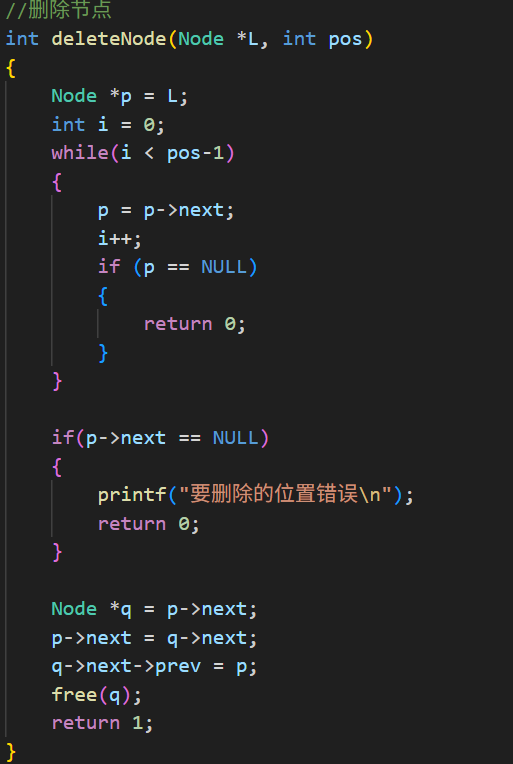 //删除节点
int deleteNode(Node *L, int pos)
{
    Node *p = L;
    int i = 0;
    while(i < pos-1)
    {
        p = p->next;
        i++;
        if (p == NULL)
        {
            return 0;
        }
    }

    if(p->next == NULL)
    {
        printf("要删除的位置错误\n");
        return 0;
    }

    Node *q = p->next;
    p->next = q->next;
    q->next->prev = p;
    free(q);
    return 1;
}